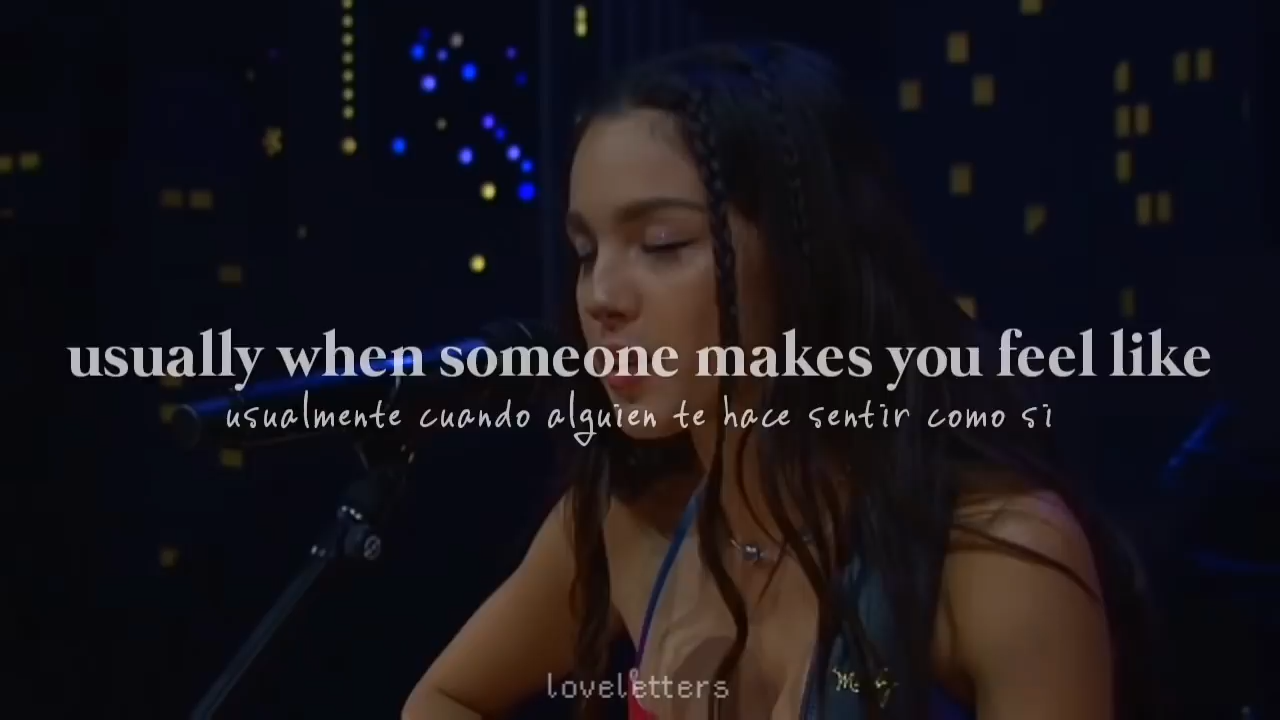 usually when someone makes you feel like
usualmente cuando alguien te hace sentir como si
loveletters